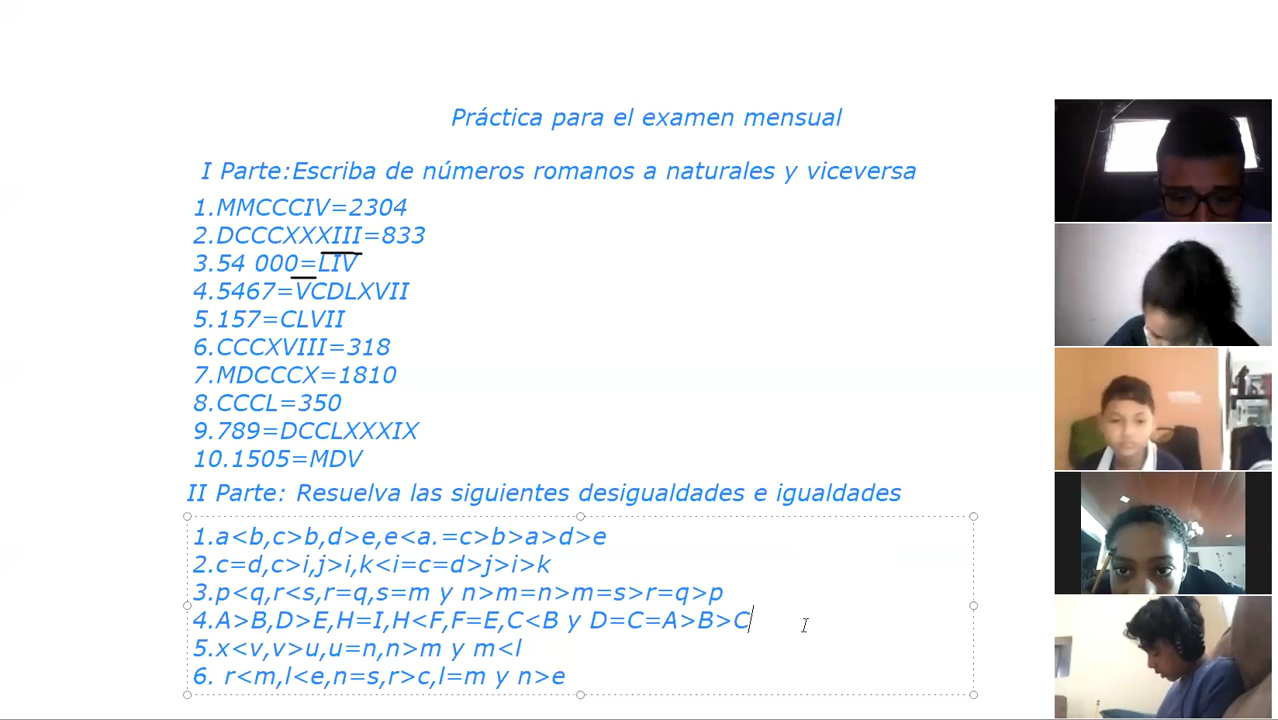 Práctica para el examen mensual
I Parte:Escriba de números romanos a naturales y viceversa
1.MMCCCIV=2304
2.DCCCXXXIII=833
3.54 000=LIV
4.5467=VCDLXVII
5.157=CLVII
6.CCCXVIII=318
7.MDCCCX=1810
8.CCCL=350
9.789=DCCLXXXIX
10.1505=MDV
II Parte: Resuelva las siguientes desigualdades e igualdades
1.a<b,c>b,d>e,e<a.=c>b>a>d>e
2.c=d,c>i,j>i,k<i=c=d>j>i>k
3.p<q,r<s,r=q,s=m y n>m=n>m=s>r=q>p
4.A>B,D>E,H=I,H<F,F=E,C<B y D=C=A>B>C
5.x<v,v>u,u=n,n>m y m<l
6. r<m,l<e,n=s,r>c,l=m y n>e